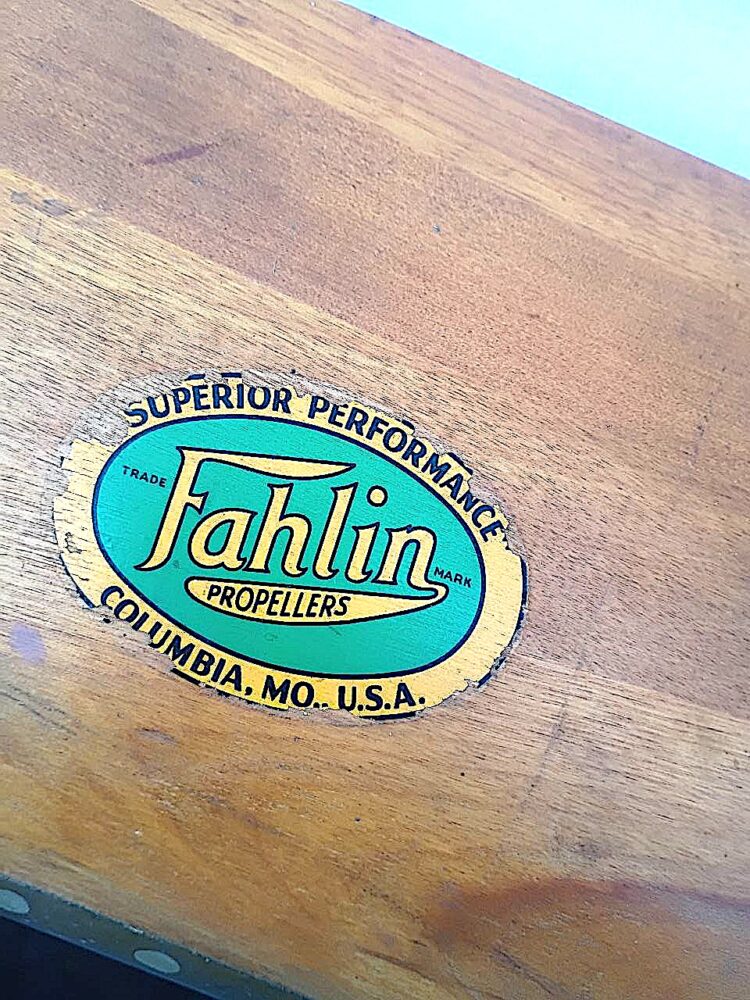 SUPERIOR PERFORMANCE
TRADE
Fahlin
MARK
PROPELLERS
COLUMBIA, MO., U.S.A.